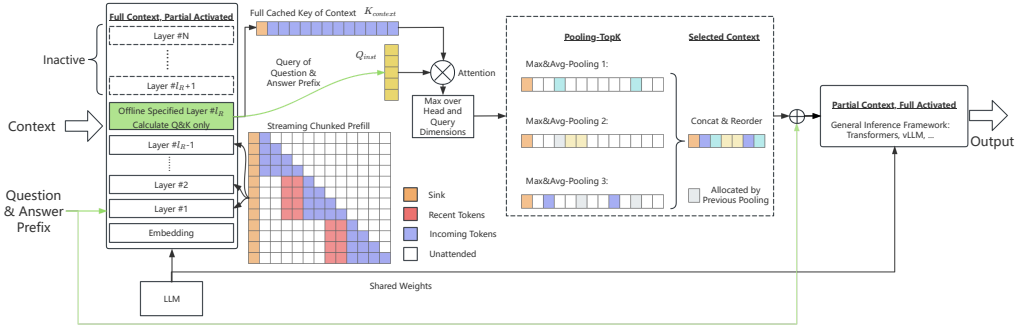 Full Context, Partial Activated
Layer #N
Inactive
Layer #l_R+1
Offline Specified Layer #l_R
Calculate Q&K only
Context
Layer #l_R-1
Layer #2
Question
& Answer
Prefix
Layer #1
Embedding
LLM
Full Cached Key of Context K_context
Q_inst
Query of
Question &
Answer Prefix
Attention
Max over
Head and
Query
Dimensions
Streaming Chunked Prefill
Sink
Recent Tokens
Incoming Tokens
Unattended
Shared Weights
Pooling-TopK
Max&Avg-Pooling 1:
Max&Avg-Pooling 2:
Max&Avg-Pooling 3:
Selected Context
Concat & Reorder
Allocated by
Previous Pooling
Partial Context, Full Activated
General Inference Framework:
Transformers, vLLM, ...
Output